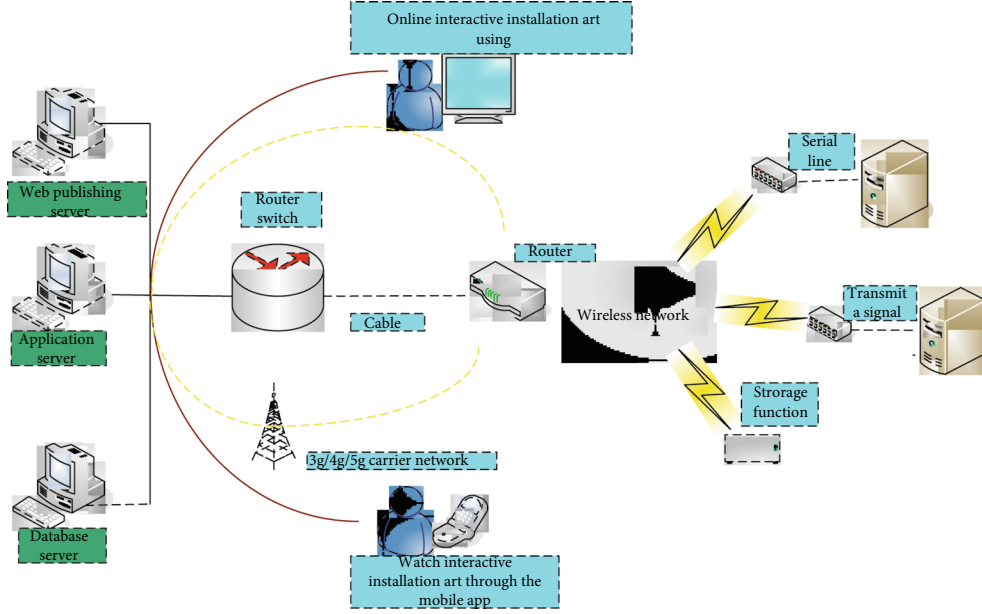 Online interactive installation art
using
Web publishing
server
Router
switch
Serial
line
Application
server
Router
Cable
Wireless network
Transmit
a signal
Strorage
function
3g/4g/5g carrier network
Database
server
Watch interactive
installation art through the
mobile app